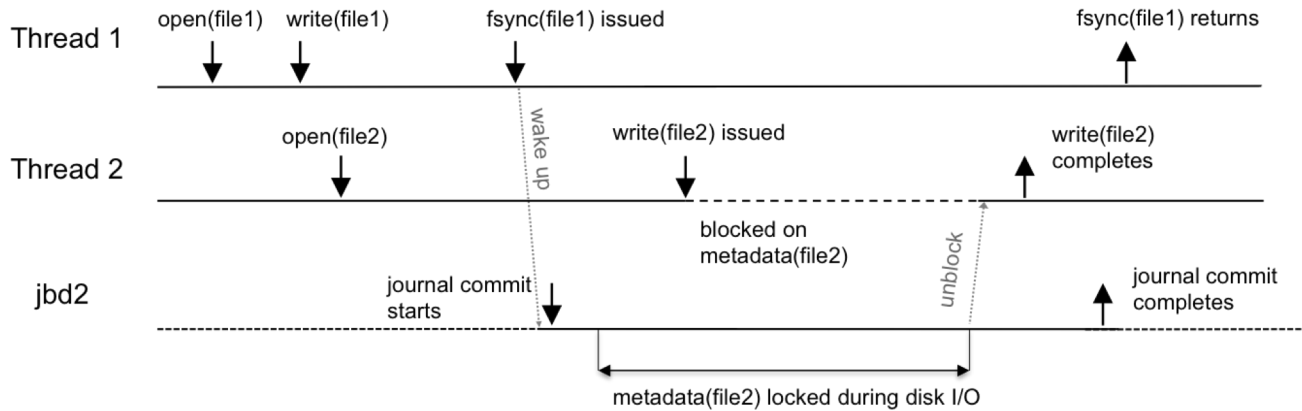 Thread 1
open(file1)
write(file1)
fsync(file1) issued
fsync(file1) returns
wake up
Thread 2
open(file2)
write(file2) issued
write(file2)
completes
blocked on
metadata(file2)
unblock
jbd2
journal commit
starts
journal commit
completes
metadata(file2) locked during disk I/O